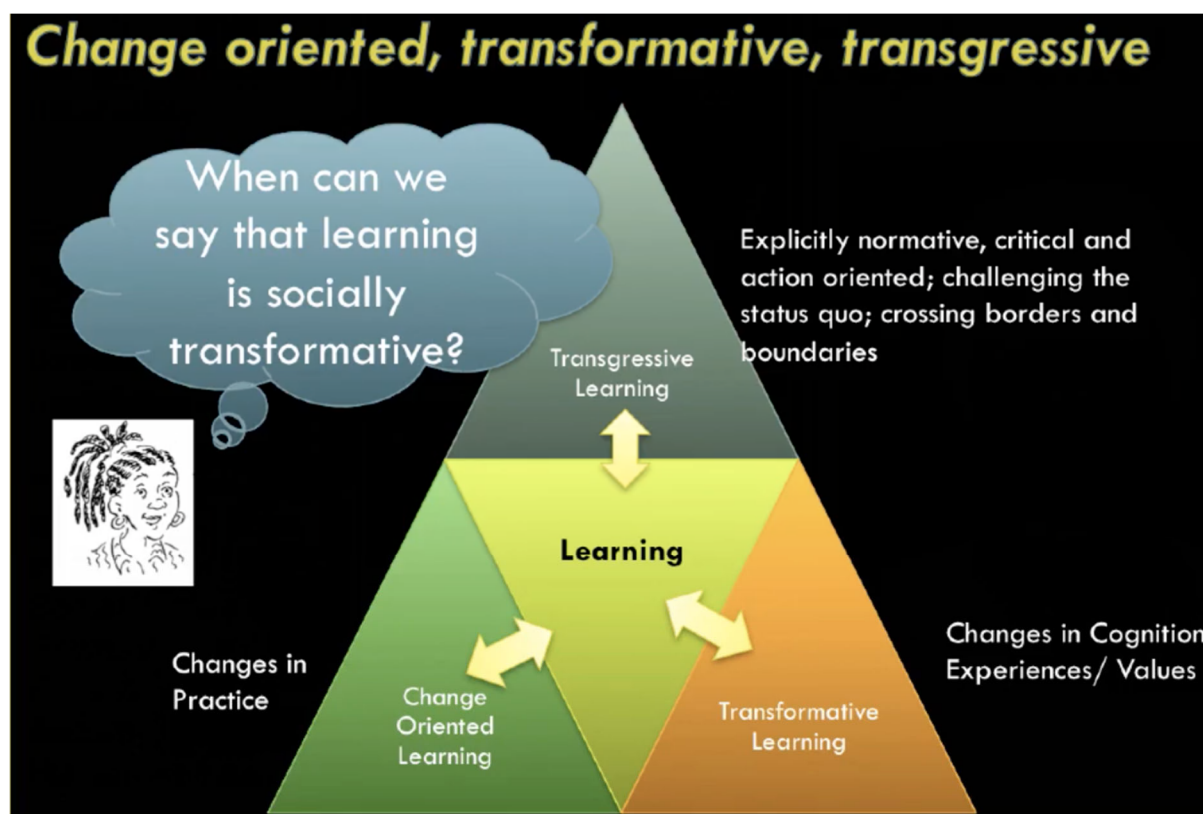 Change oriented, transformative, transgressive
When can we
say that learning
is socially
transformative?
Explicitly normative, critical and
action oriented; challenging the
status quo; crossing borders and
boundaries
Transgressive
Learning
Learning
Changes in
Practice
Change
Oriented
Learning
Transformative
Learning
Changes in Cognition
Experiences/ Values